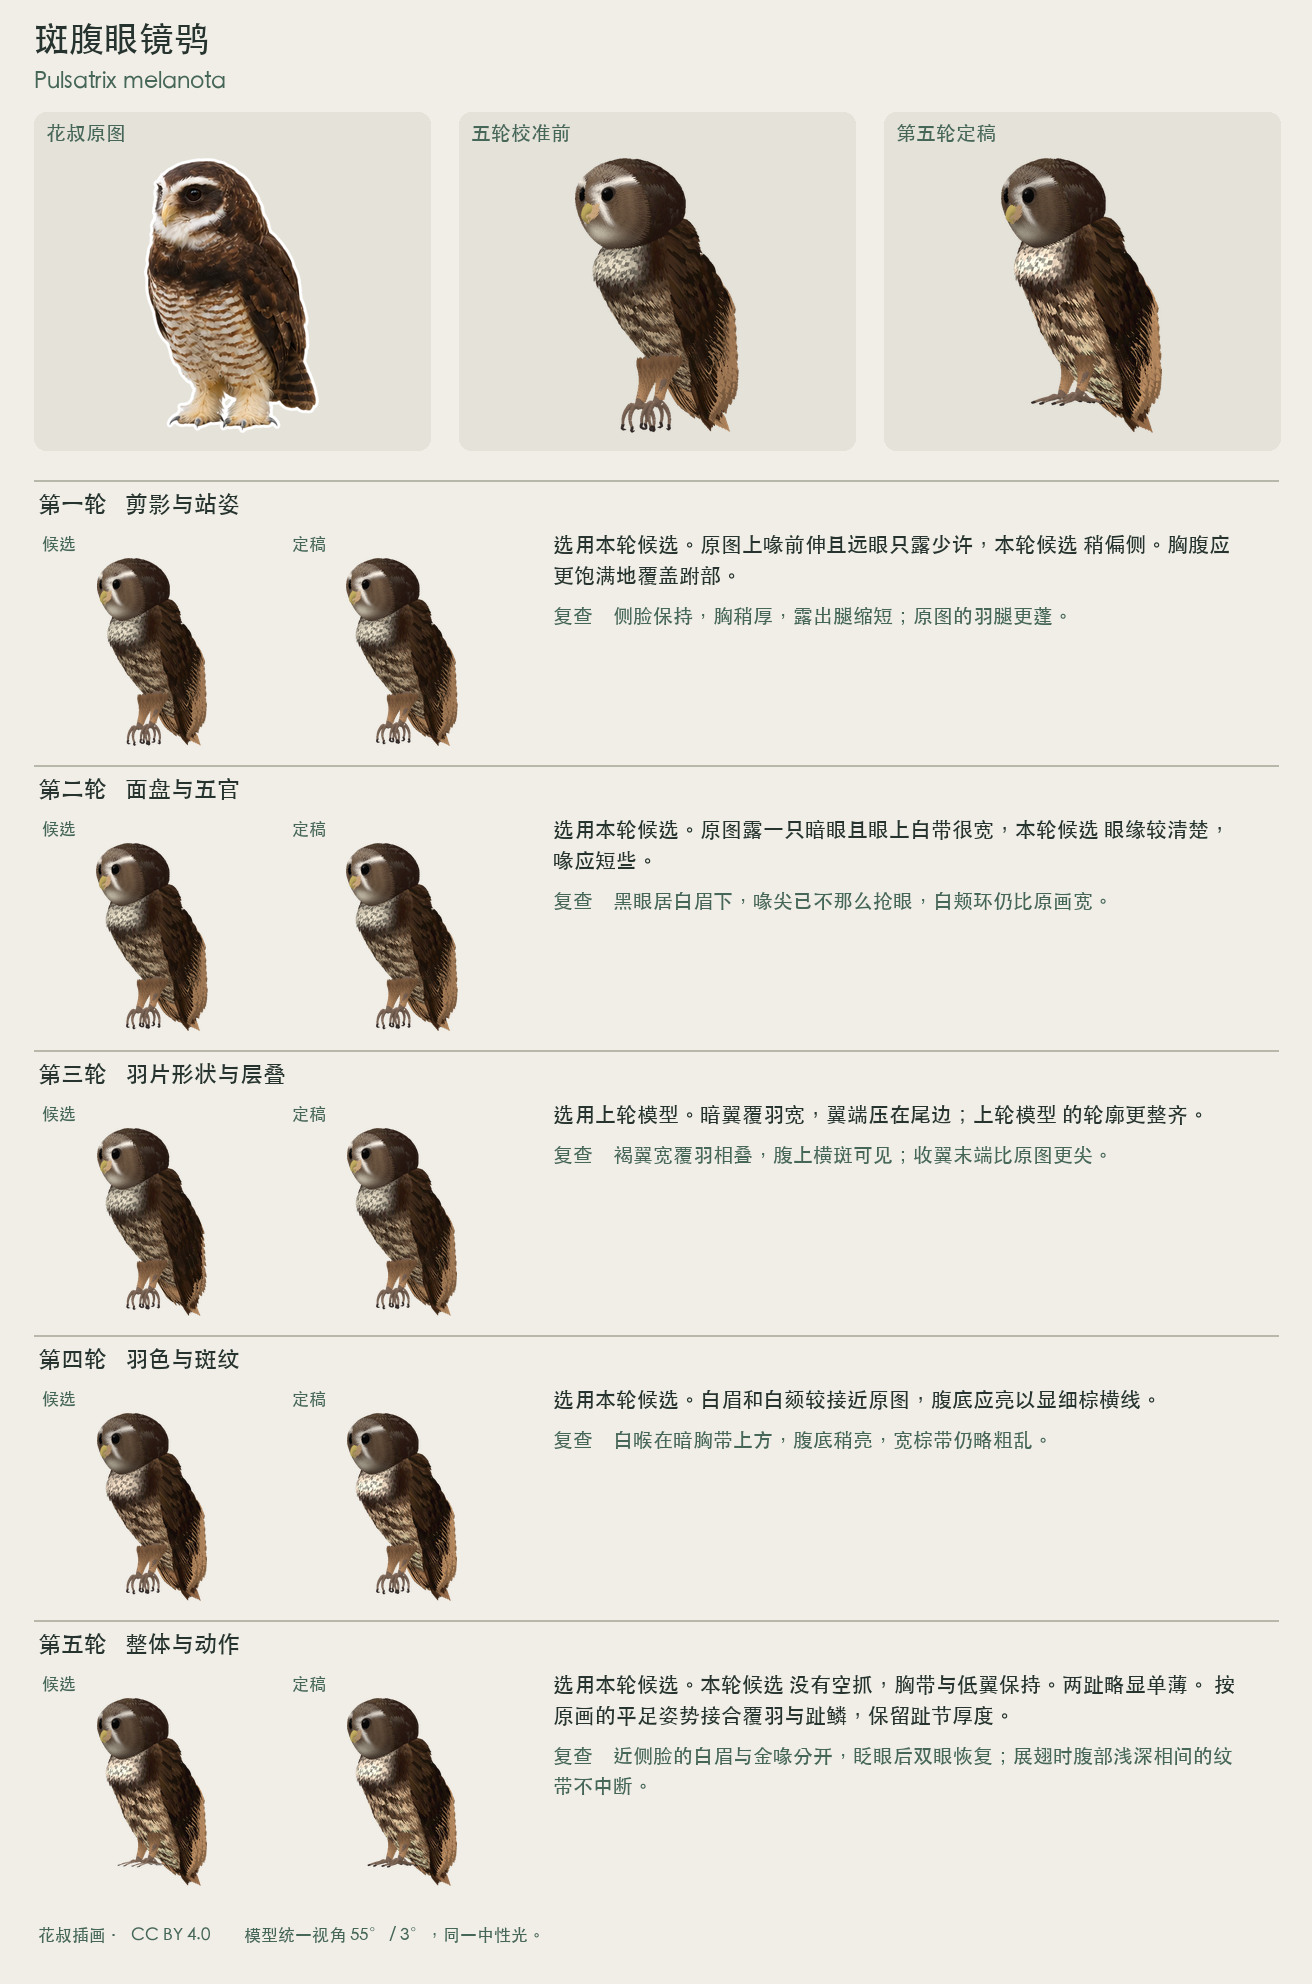 斑腹眼镜鸮
Pulsatrix melanota
花叔原图
五轮校准前
第五轮定稿
第一轮 剪影与站姿
候选
定稿
选用本轮候选。原图上喙前伸且远眼只露少许，本轮候选 稍偏侧。胸腹应
更饱满地覆盖跗部。
复查 侧脸保持，胸稍厚，露出腿缩短；原图的羽腿更蓬。
第二轮 面盘与五官
候选
定稿
选用本轮候选。原图露一只暗眼且眼上白带很宽，本轮候选 眼缘较清楚，
喙应短些。
复查 黑眼居白眉下，喙尖已不那么抢眼，白颊环仍比原画宽。
第三轮 羽片形状与层叠
候选
定稿
选用上轮模型。暗翼覆羽宽，翼端压在尾边；上轮模型 的轮廓更整齐。
复查 褐翼宽覆羽相叠，腹上横斑可见；收翼末端比原图更尖。
第四轮 羽色与斑纹
候选
定稿
选用本轮候选。白眉和白颏较接近原图，腹底应亮以显细棕横线。
复查 白喉在暗胸带上方，腹底稍亮，宽棕带仍略粗乱。
第五轮 整体与动作
候选
定稿
选用本轮候选。本轮候选 没有空抓，胸带与低翼保持。两趾略显单薄。 按
原画的平足姿势接合覆羽与趾鳞，保留趾节厚度。
复查 近侧脸的白眉与金喙分开，眨眼后双眼恢复；展翅时腹部浅深相间的纹
带不中断。
花叔插画 · CC BY 4.0 模型统一视角 55° / 3°，同一中性光。